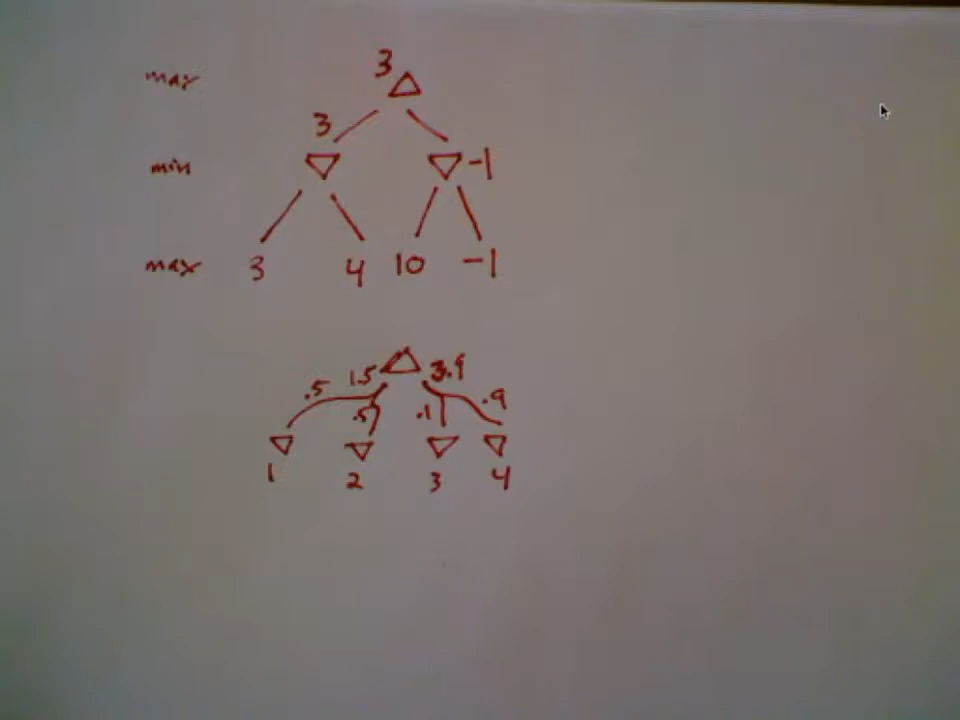 max 3
3
min -1
max 3 4 10 -1
1.5 3.9
.5 .5 .1 .9
1 2 3 4